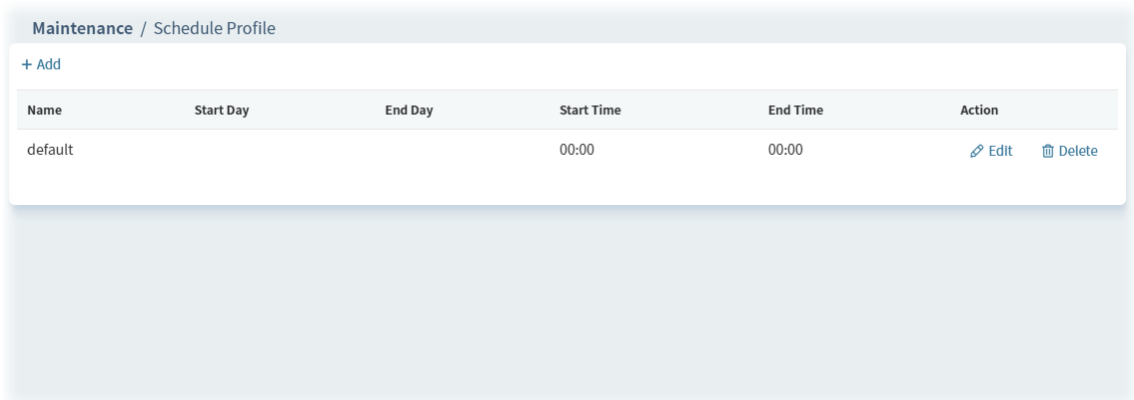 Maintenance / Schedule Profile
+ Add
Name Start Day End Day Start Time End Time Action
default 00:00 00:00 Edit Delete